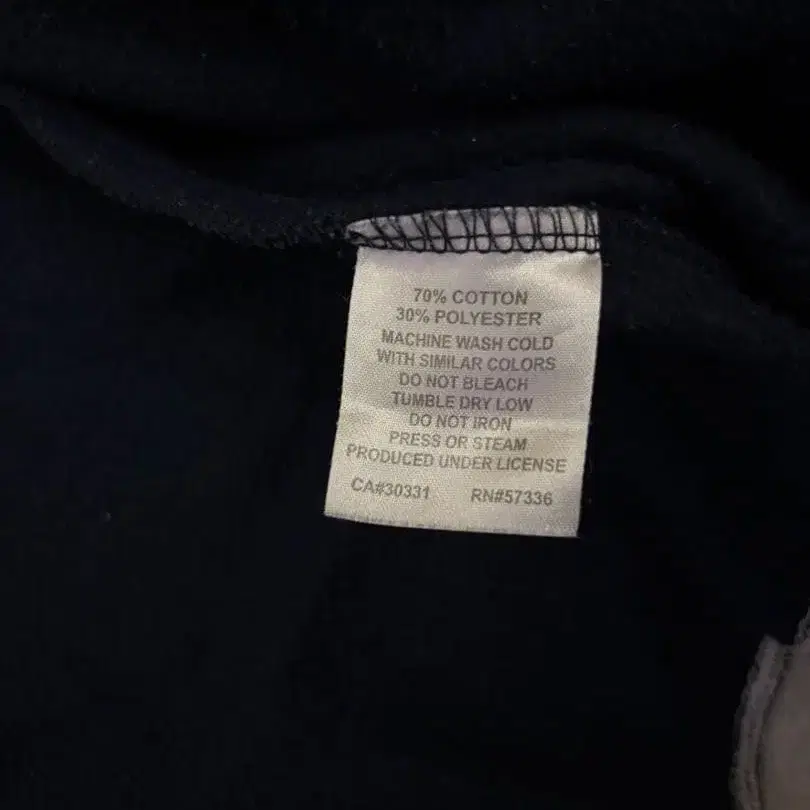 70% COTTON
30% POLYESTER
MACHINE WASH COLD
WITH SIMILAR COLORS
DO NOT BLEACH
TUMBLE DRY LOW
DO NOT IRON
PRESS OR STEAM
PRODUCED UNDER LICENSE
CA#30331 RN#57336